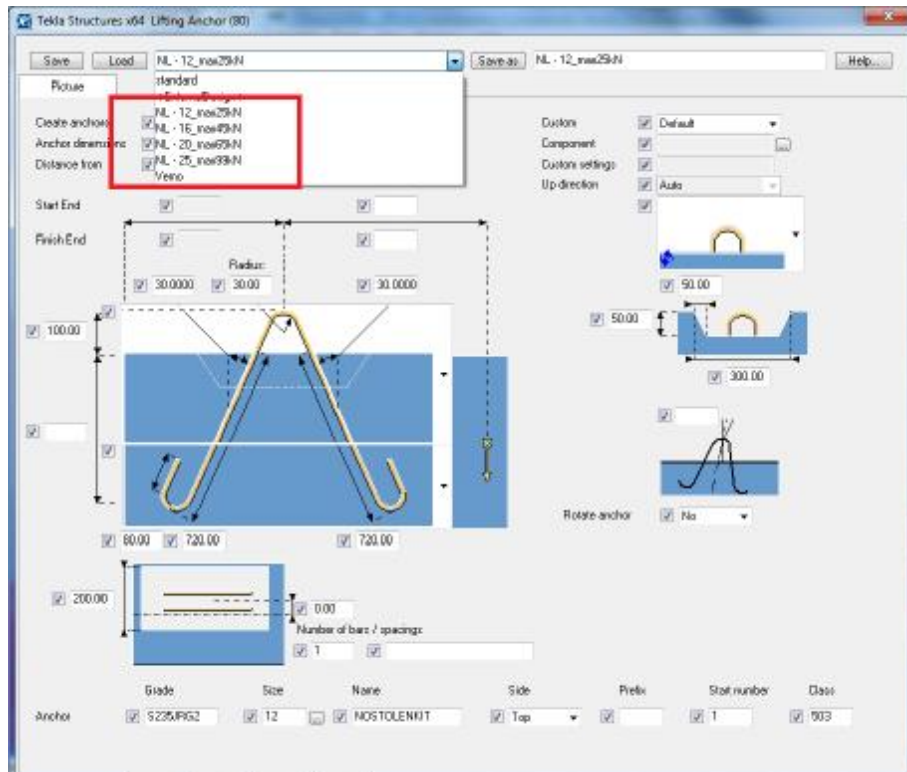 Tekla Structures x64 Lifting Anchor (80)
Save Load NL - 12_max25kN Save as NL - 12_max25kN Help...
standard
Picture
NL - 12_max25kN
NL - 16_max45kN
NL - 20_max65kN
NL - 25_max99kN
Vemo
Create anchors
Anchor dimensions
Distance from
Custom Default
Component
Custom settings
Up direction Auto
Start End
Finish End
Radius:
30.0000 30.00 30.0000
50.00
100.00
50.00
300.00
Rotate anchor No
80.00 720.00 720.00
200.00
0.00
Number of bars / spacings:
1
Grade Size Name Side Prefix Start number Class
Anchor S235JRG2 12 NOSTOLENKIT Top 1 503